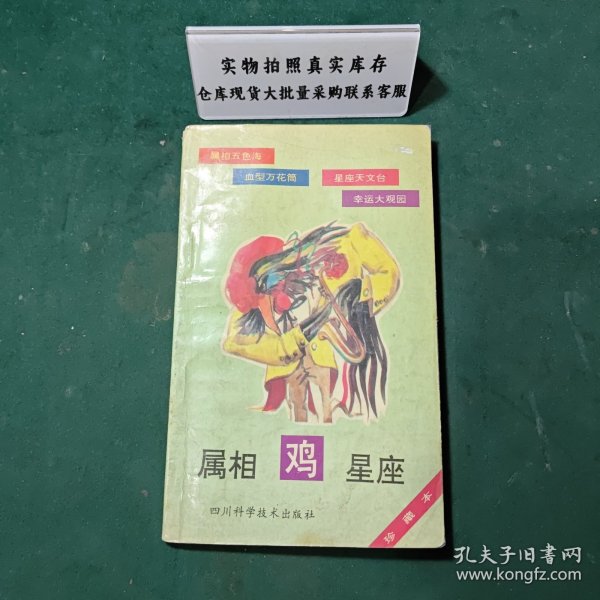 实物拍照真实库存
仓库现货大批量采购联系客服
属相五色海
血型万花筒
星座天文台
幸运大观园
属相 鸡 星座
四川科学技术出版社
珍藏本
孔夫子旧书网
www.kongfz.com